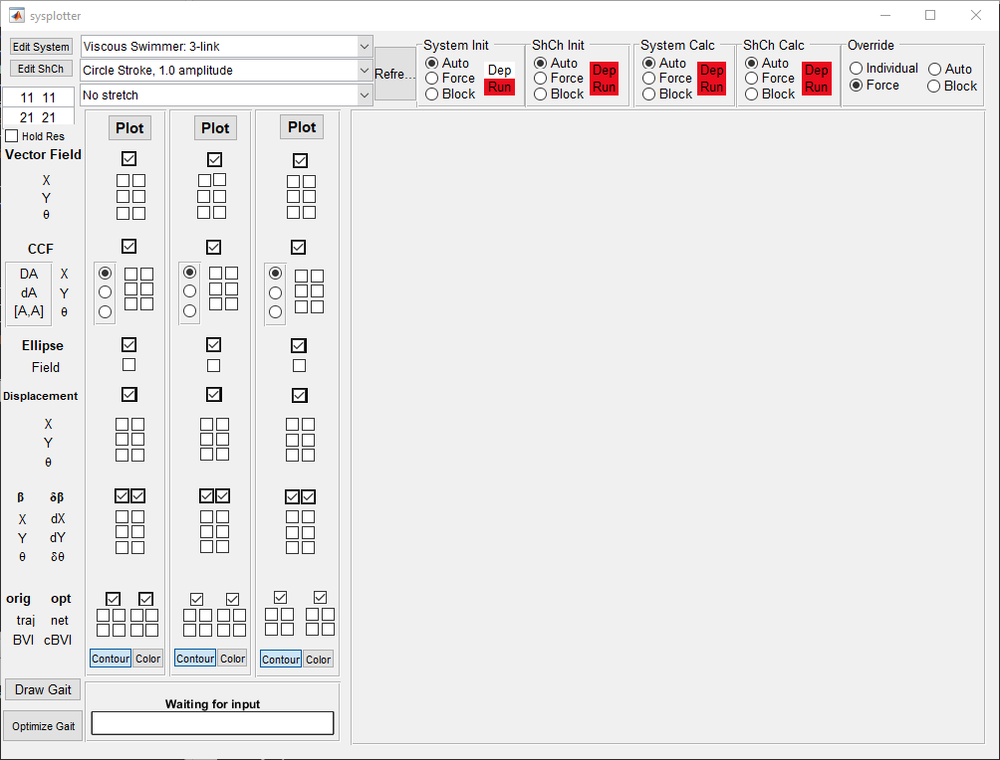 sysplotter
Edit System
Viscous Swimmer: 3-link
Edit ShCh
Circle Stroke, 1.0 amplitude
No stretch
Refre...
System Init
Auto
Force
Block
Dep
Run
ShCh Init
Auto
Force
Block
Dep
Run
System Calc
Auto
Force
Block
Dep
Run
ShCh Calc
Auto
Force
Block
Dep
Run
Override
Individual
Auto
Force
Block
11 11
21 21
Hold Res
Plot
Plot
Plot
Vector Field
X
Y
θ
CCF
DA
X
dA
Y
[A,A]
θ
Ellipse
Field
Displacement
X
Y
θ
β δβ
X dX
Y dY
θ δθ
orig opt
traj net
BVI cBVI
Contour Color
Contour Color
Contour Color
Draw Gait
Optimize Gait
Waiting for input